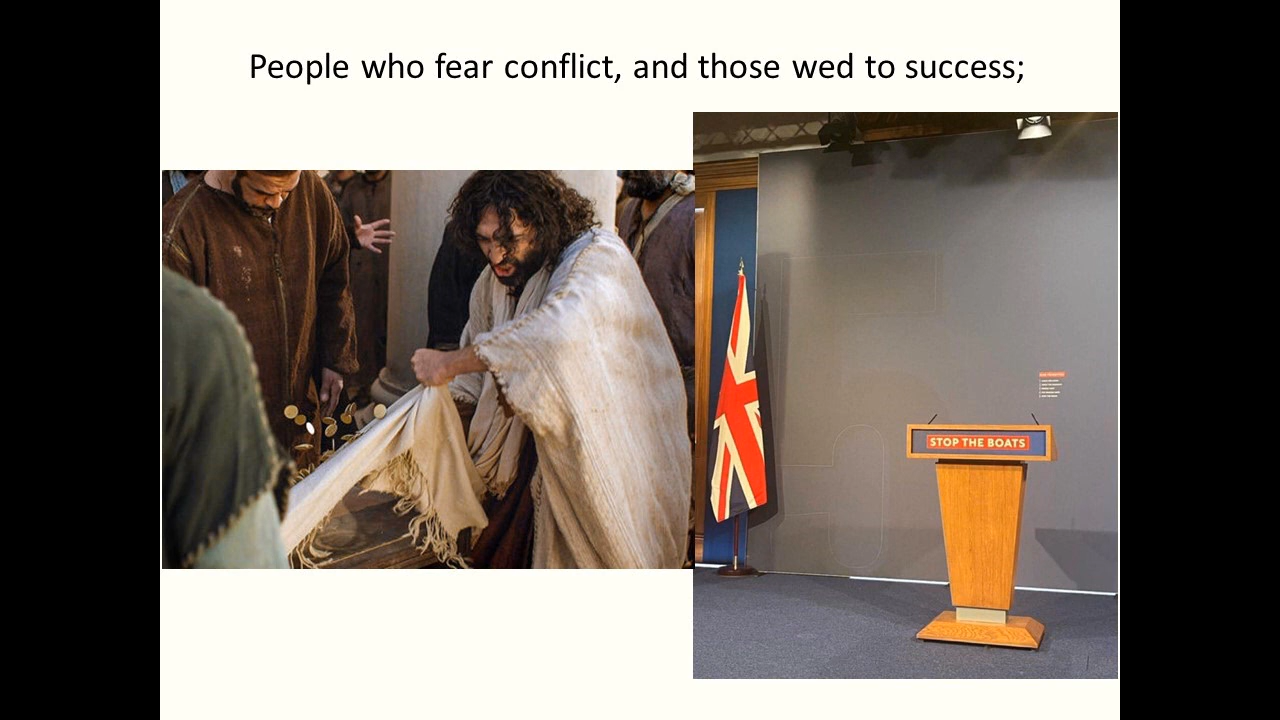 People who fear conflict, and those wed to success;
STOP THE BOATS